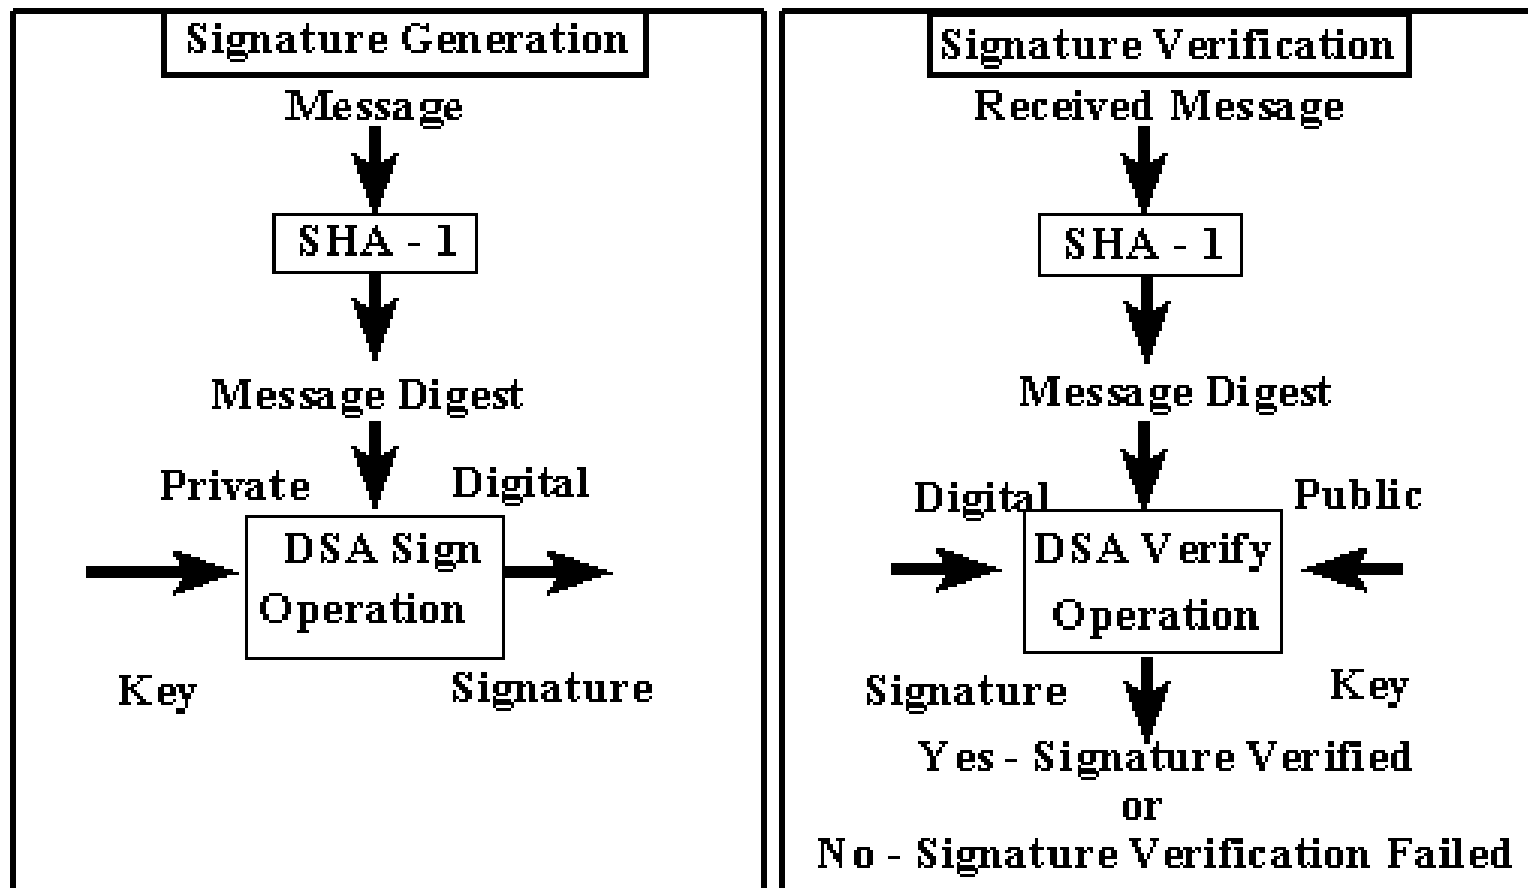 Signature Generation
Message
SHA - 1
Message Digest
Private
Digital
DSA Sign
Operation
Key
Signature
Signature Verification
Received Message
SHA - 1
Message Digest
Digital
Public
DSA Verify
Operation
Signature
Key
Yes - Signature Verified
or
No - Signature Verification Failed